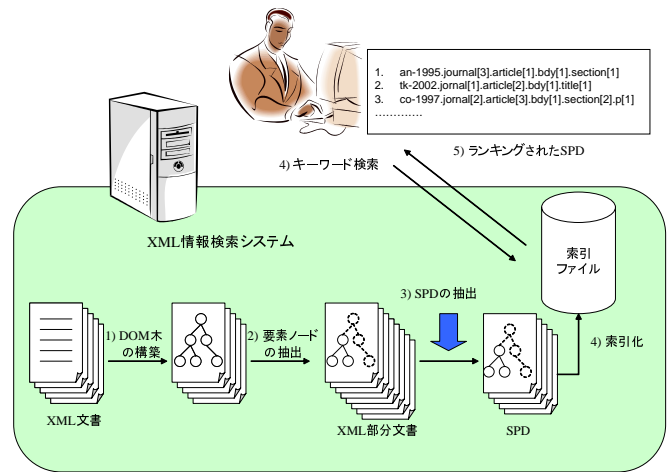 1. an-1995.journal[3].article[1].bdy[1].section[1]
2. tk-2002.jornal[1].article[2].bdy[1].title[1]
3. co-1997.jornal[2].article[3].bdy[1].section[2].p[1]
…………
5) ランキングされたSPD
4) キーワード検索
XML情報検索システム
索引
ファイル
3) SPDの抽出
1) DOM木
の構築
2) 要素ノード
の抽出
4) 索引化
XML文書
XML部分文書
SPD